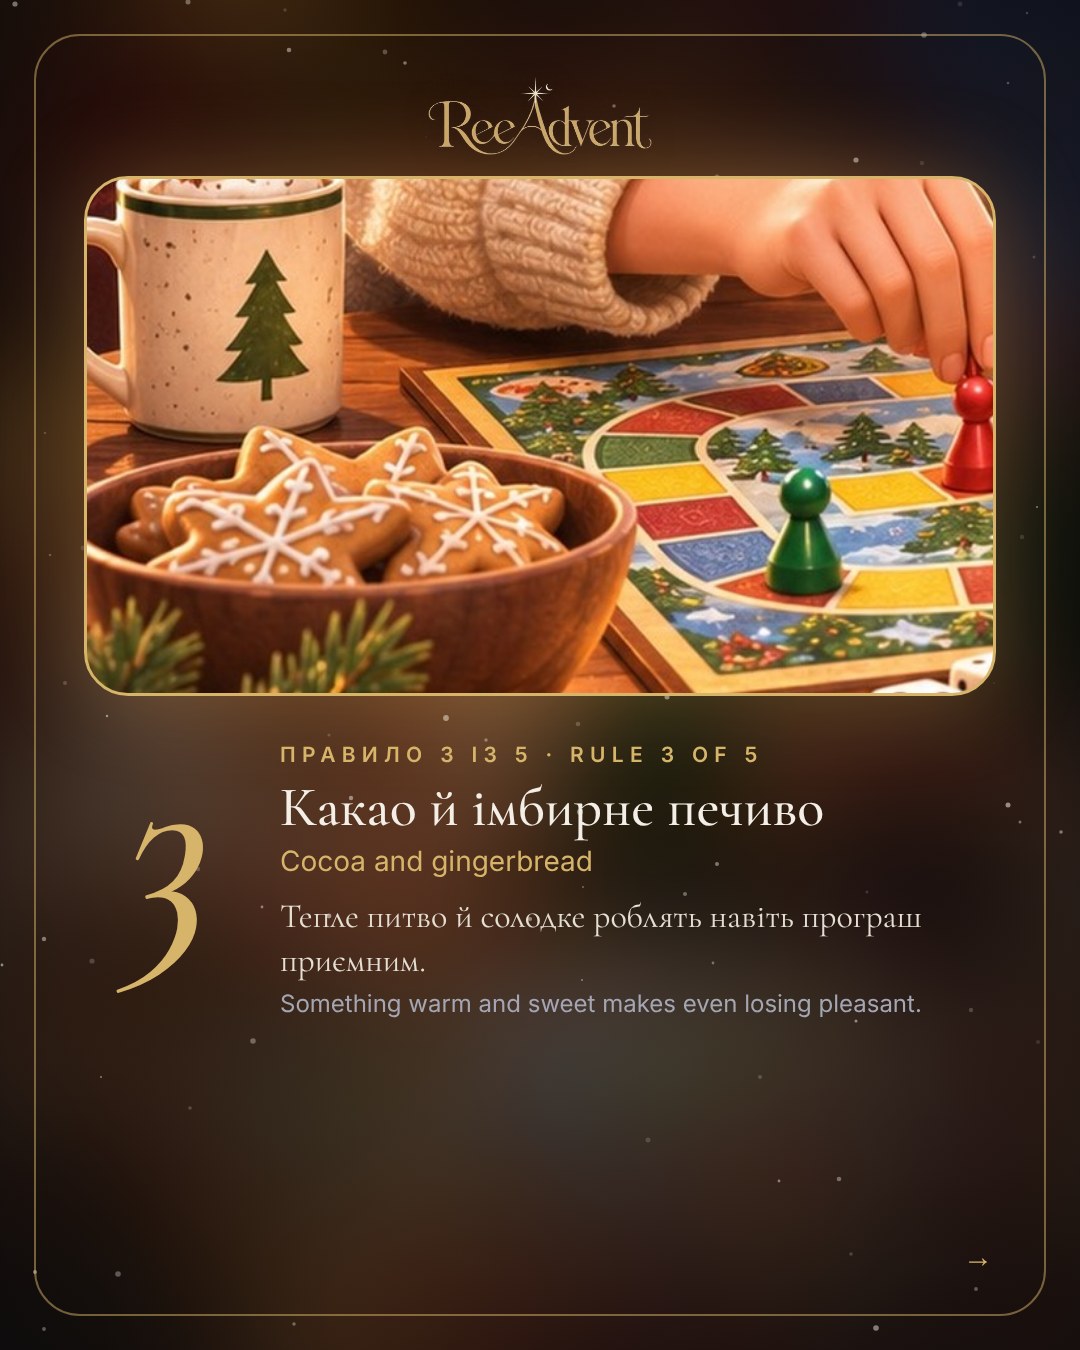 ReeAdvent
ПРАВИЛО 3 ІЗ 5 · RULE 3 OF 5
3
Какао й імбирне печиво
Cocoa and gingerbread
Тепле питво й солодке роблять навіть програш
приємним.
Something warm and sweet makes even losing pleasant.
→